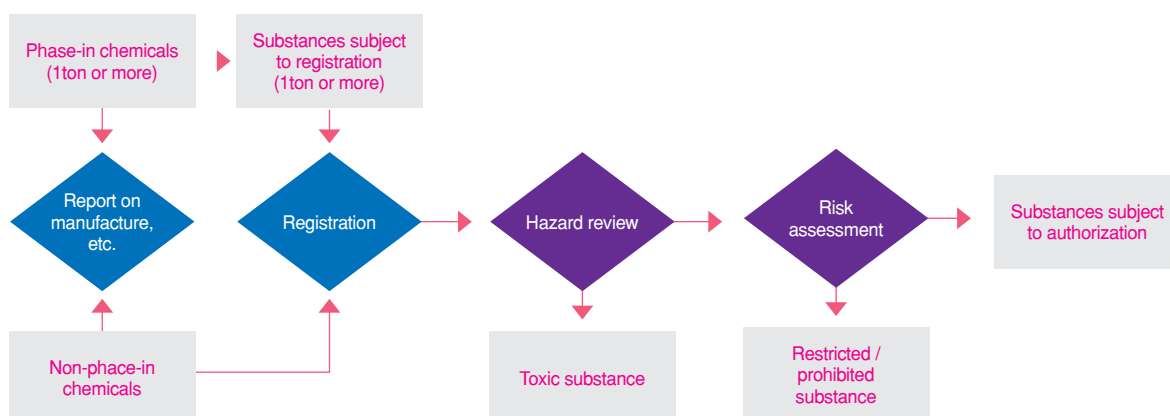 Phase-in chemicals
(1ton or more)
Substances subject
to registration
(1ton or more)
Report on
manufacture,
etc.
Registration
Hazard review
Risk
assessment
Substances subject
to authorization
Non-phace-in
chemicals
Toxic substance
Restricted /
prohibited
substance